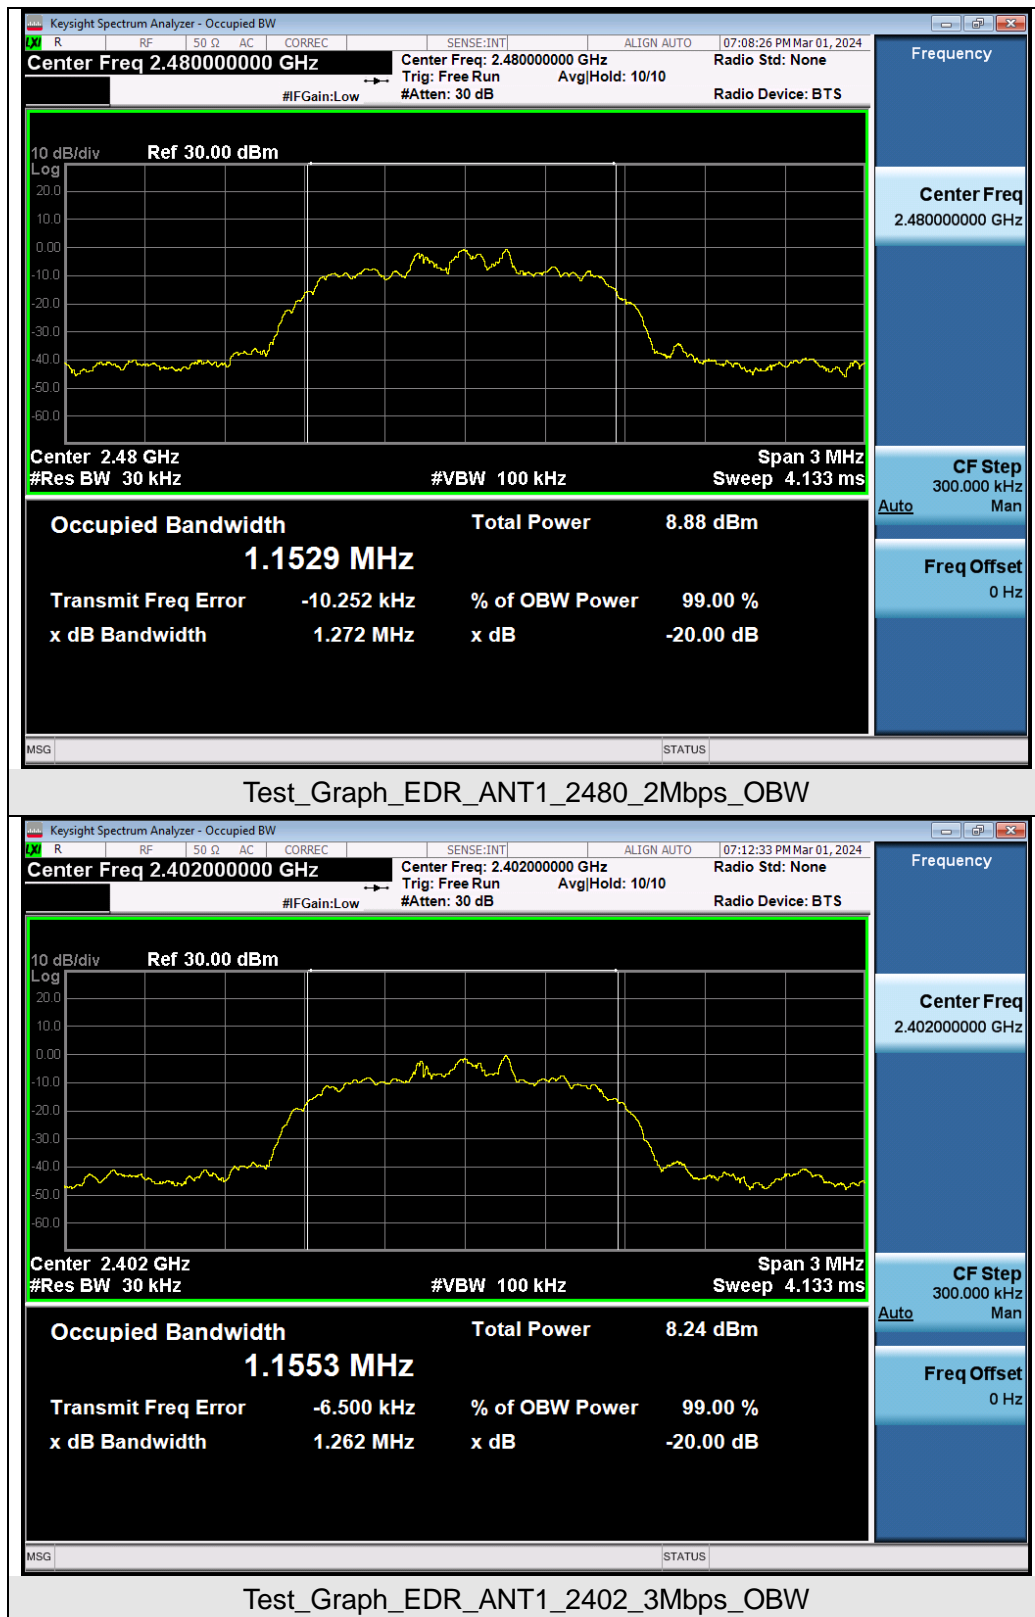 Keysight Spectrum Analyzer - Occupied BW
LXI R RF 50 Ω AC CORREC SENSE:INT ALIGN AUTO 07:08:26 PM Mar 01, 2024
Center Freq 2.480000000 GHz
Center Freq: 2.480000000 GHz
Radio Std: None
Trig: Free Run Avg|Hold: 10/10
#IFGain:Low #Atten: 30 dB Radio Device: BTS
Frequency
10 dB/div Ref 30.00 dBm
Log
20.0
10.0
0.00
-10.0
-20.0
-30.0
-40.0
-50.0
-60.0
Center 2.48 GHz Span 3 MHz
#Res BW 30 kHz #VBW 100 kHz Sweep 4.133 ms
Center Freq
2.480000000 GHz
CF Step
300.000 kHz
Auto Man
Freq Offset
0 Hz
Occupied Bandwidth Total Power 8.88 dBm
1.1529 MHz
Transmit Freq Error -10.252 kHz % of OBW Power 99.00 %
x dB Bandwidth 1.272 MHz x dB -20.00 dB
MSG STATUS
Test_Graph_EDR_ANT1_2480_2Mbps_OBW
Keysight Spectrum Analyzer - Occupied BW
LXI R RF 50 Ω AC CORREC SENSE:INT ALIGN AUTO 07:12:33 PM Mar 01, 2024
Center Freq 2.402000000 GHz
Center Freq: 2.402000000 GHz
Radio Std: None
Trig: Free Run Avg|Hold: 10/10
#IFGain:Low #Atten: 30 dB Radio Device: BTS
Frequency
10 dB/div Ref 30.00 dBm
Log
20.0
10.0
0.00
-10.0
-20.0
-30.0
-40.0
-50.0
-60.0
Center 2.402 GHz Span 3 MHz
#Res BW 30 kHz #VBW 100 kHz Sweep 4.133 ms
Center Freq
2.402000000 GHz
CF Step
300.000 kHz
Auto Man
Freq Offset
0 Hz
Occupied Bandwidth Total Power 8.24 dBm
1.1553 MHz
Transmit Freq Error -6.500 kHz % of OBW Power 99.00 %
x dB Bandwidth 1.262 MHz x dB -20.00 dB
MSG STATUS
Test_Graph_EDR_ANT1_2402_3Mbps_OBW